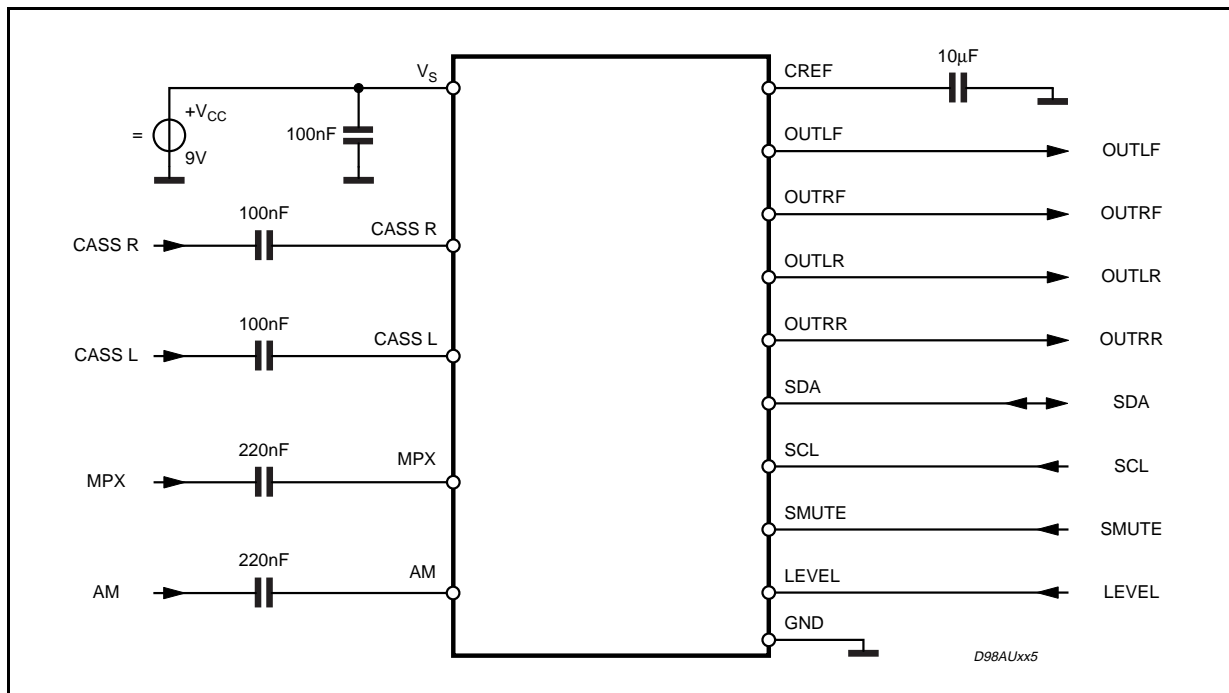 V_S
CREF
10μF
+V_CC
=
9V
100nF
OUTLF
OUTLF
OUTRF
OUTRF
100nF
CASS R
CASS R
OUTLR
OUTLR
100nF
CASS L
CASS L
OUTRR
OUTRR
SDA
SDA
220nF
MPX
MPX
SCL
SCL
SMUTE
SMUTE
220nF
AM
AM
LEVEL
LEVEL
GND
D98AUxx5